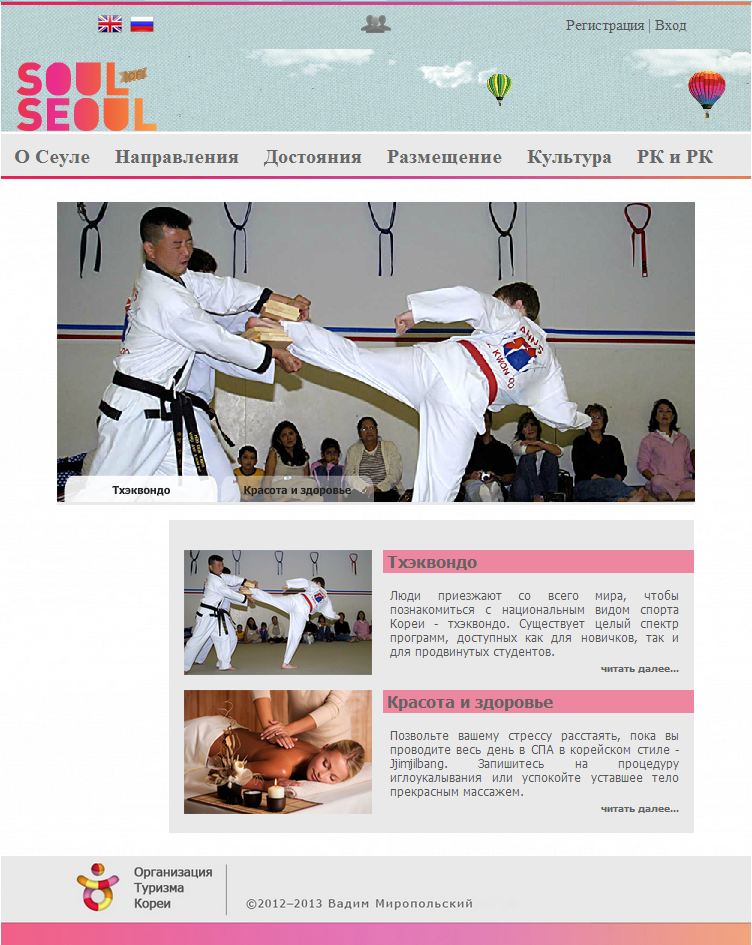 Регистрация | Вход
SOUL
SEOUL
О Сеуле Направления Достояния Размещение Культура РК и РК
AHN'S
KWON DO
Тхэквондо Красота и здоровье
Тхэквондо
Люди приезжают со всего мира, чтобы
познакомиться с национальным видом спорта
Кореи - тхэквондо. Существует целый спектр
программ, доступных как для новичков, так и
для продвинутых студентов.
читать далее...
Красота и здоровье
Позвольте вашему стрессу расстаять, пока вы
проводите весь день в СПА в корейском стиле -
Jjimjilbang. Запишитесь на процедуру
иглоукалывания или успокойте уставшее тело
прекрасным массажем.
читать далее...
Организация
Туризма
Кореи
©2012–2013 Вадим Миропольский